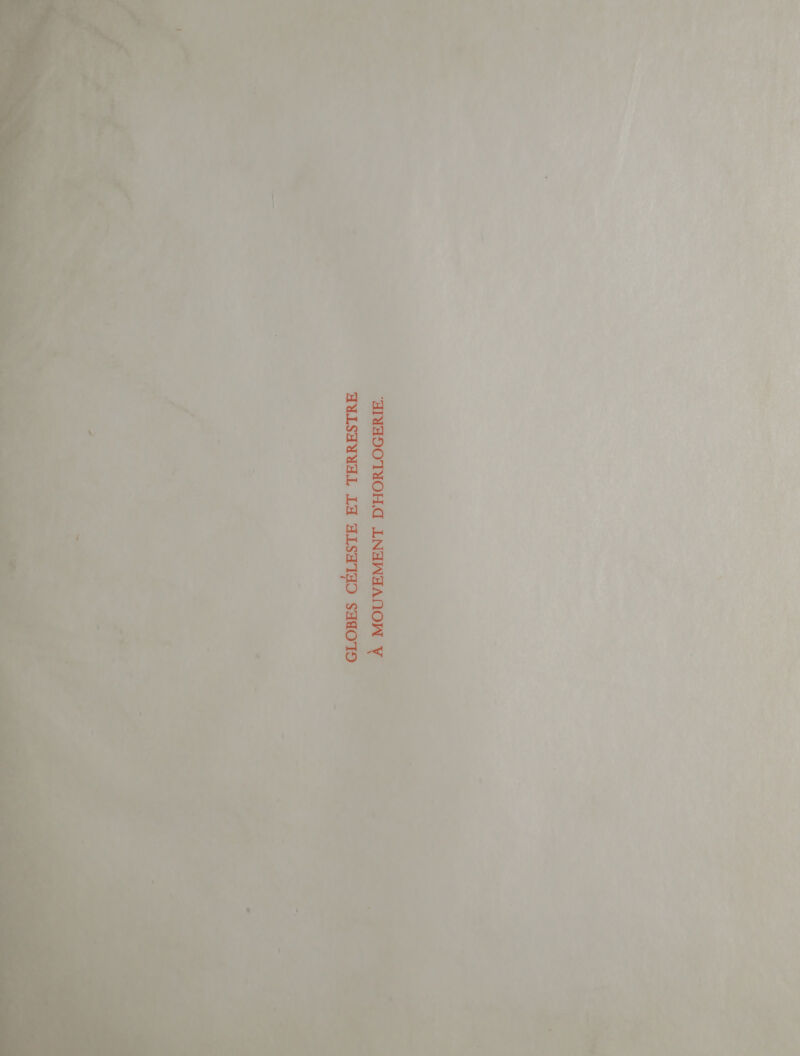 GLOBES CÉLESTE ET TERRESTRE
À MOUVEMENT D'HORLOGERIE.